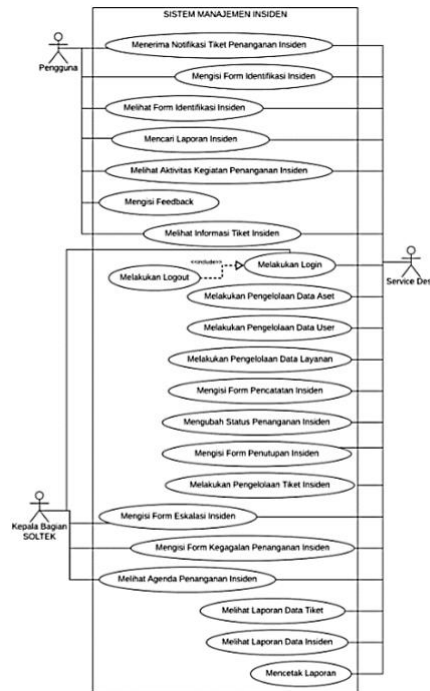 SISTEM MANAJEMEN INSIDEN
Menerima Notifikasi Tiket Penanganan Insiden
Pengguna
Mengisi Form Identifikasi Insiden
Melihat Form Identifikasi Insiden
Mencari Laporan Insiden
Melihat Aktivitas Kegiatan Penanganan Insiden
Mengisi Feedback
Melihat Informasi Tiket Insiden
<<include>>
Melakukan Login
Melakukan Logout
Service Des
Melakukan Pengelolaan Data Aset
Melakukan Pengelolaan Data User
Melakukan Pengelolaan Data Layanan
Mengisi Form Pencatatan Insiden
Mengubah Status Penanganan Insiden
Mengisi Form Penutupan Insiden
Melakukan Pengelolaan Tiket Insiden
Mengisi Form Eskalasi Insiden
Kepala Bagian
SOLTEK
Mengisi Form Kegagalan Penanganan Insiden
Melihat Agenda Penanganan Insiden
Melihat Laporan Data Tiket
Melihat Laporan Data Insiden
Mencetak Laporan